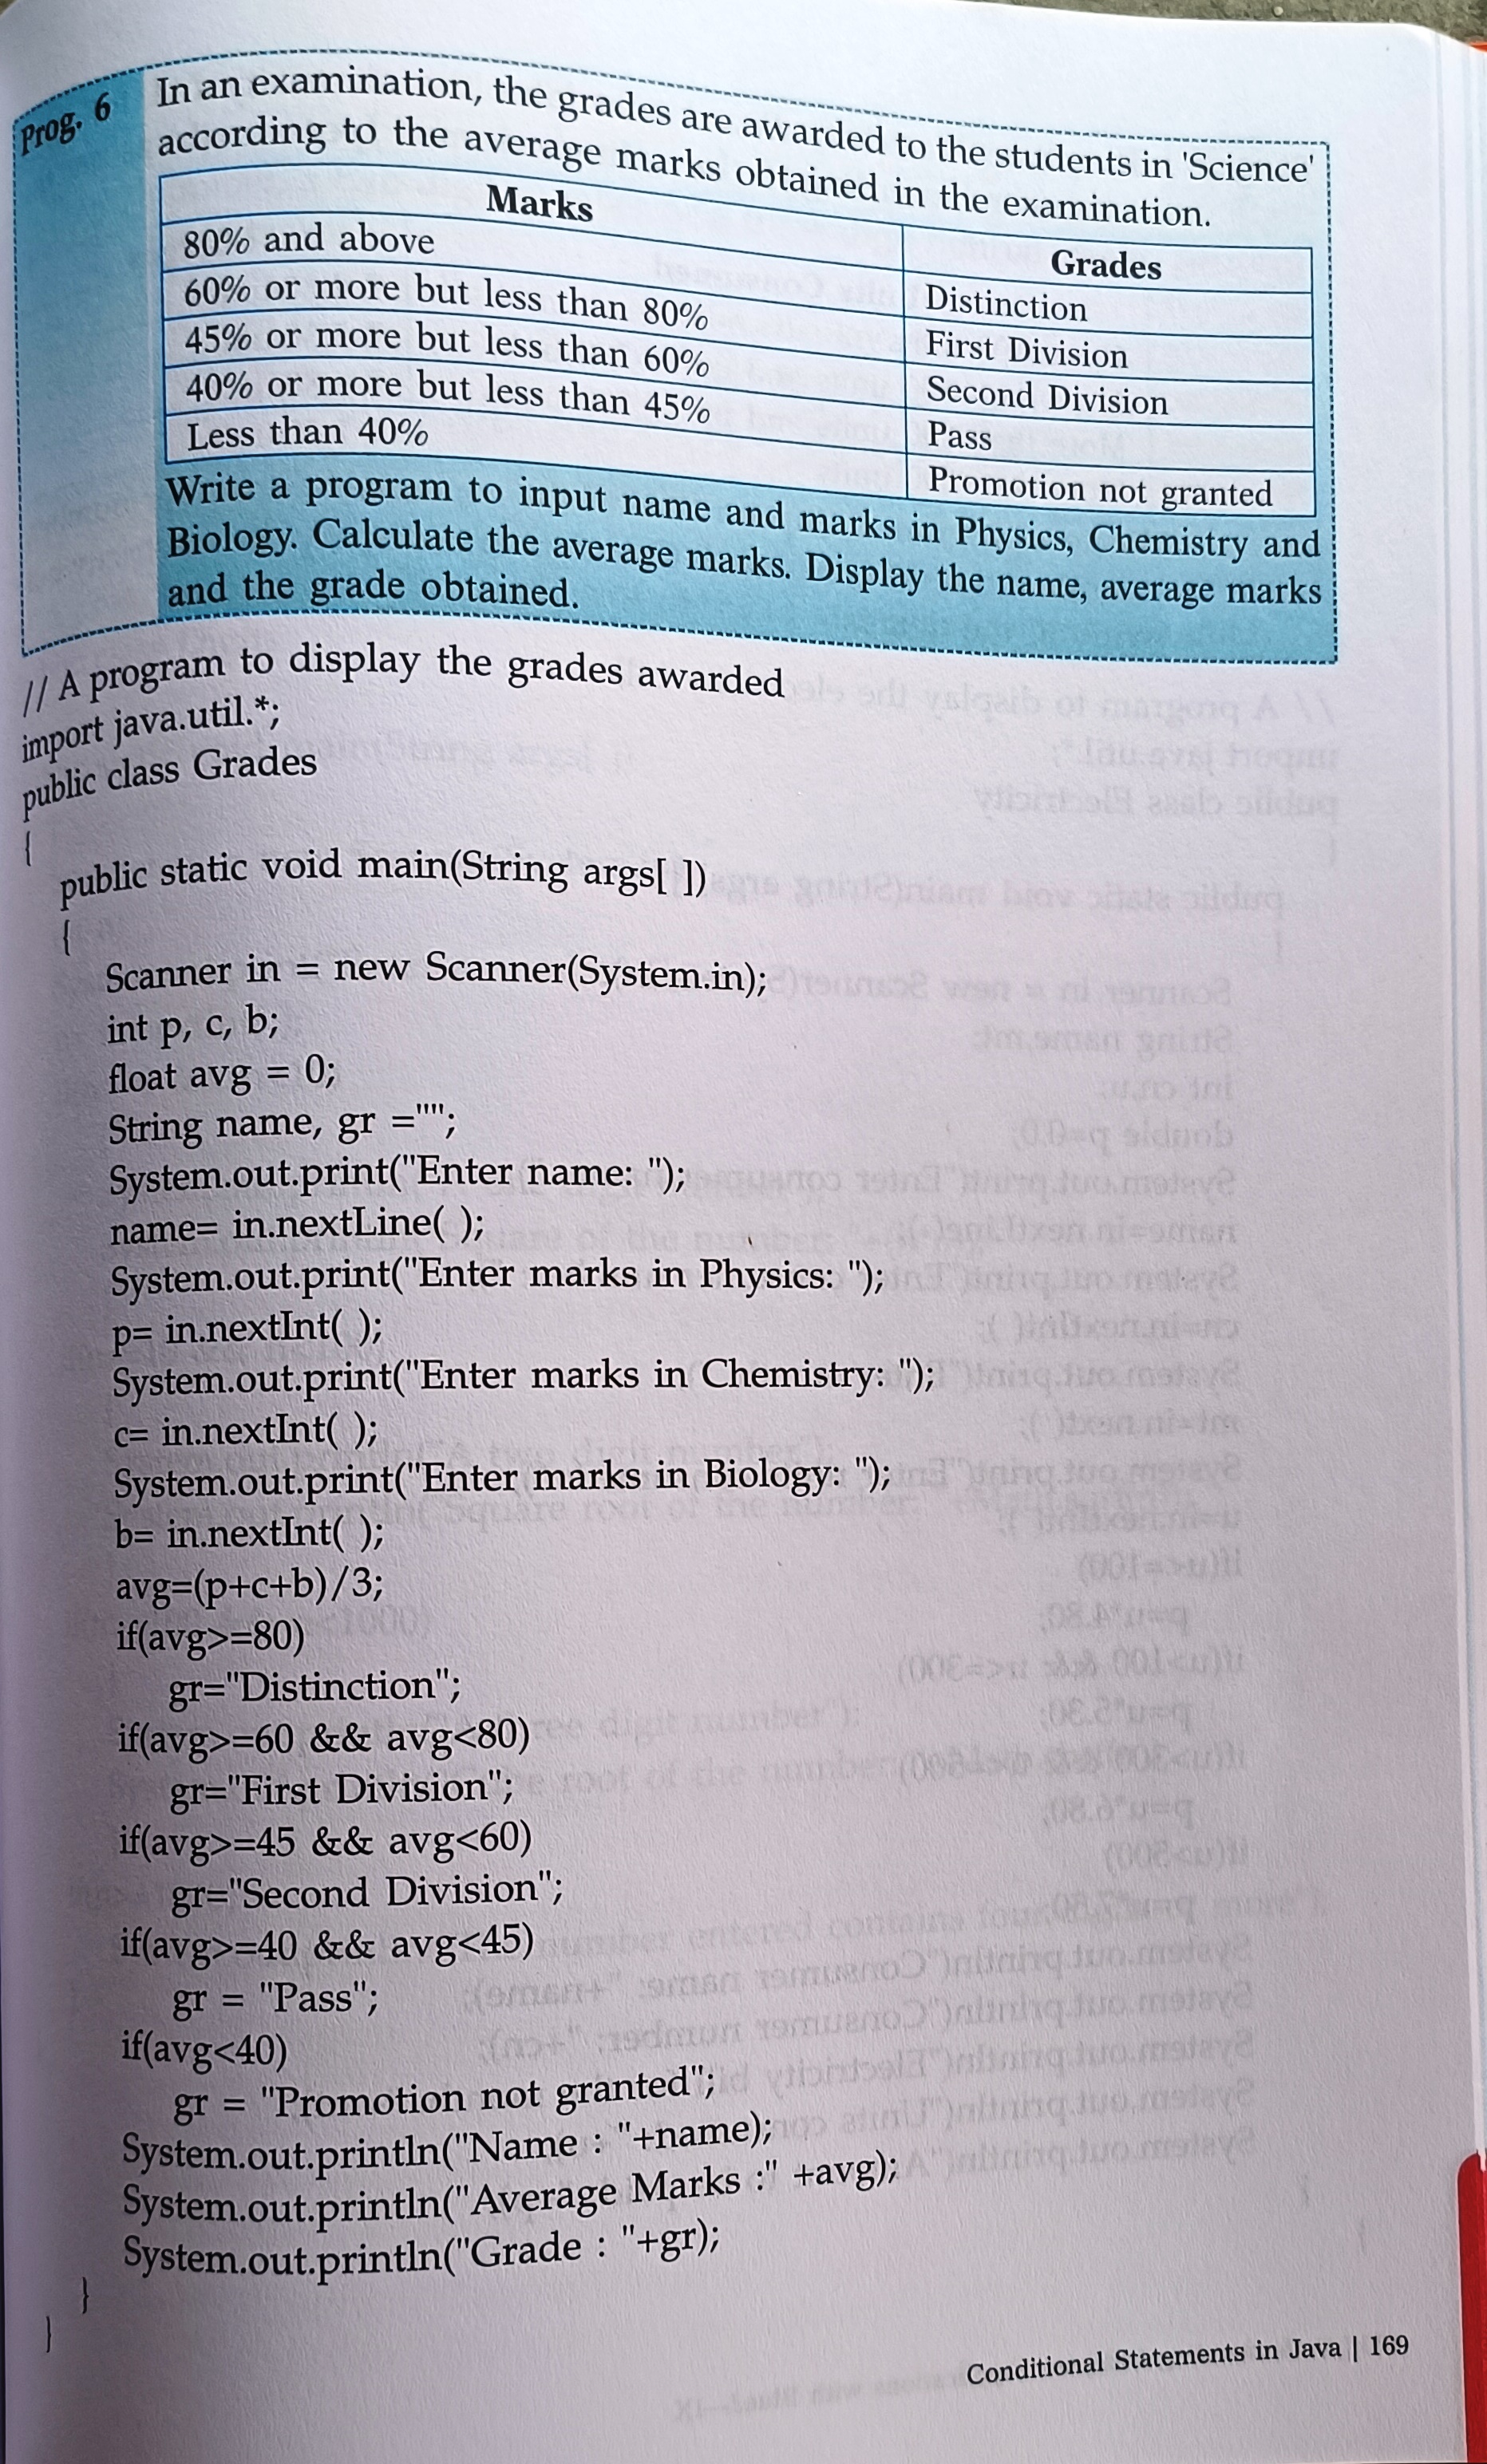 Prog. 6
In an examination, the grades are awarded to the students in 'Science'
according to the average marks obtained in the examination.
Marks Grades
80% and above Distinction
60% or more but less than 80% First Division
45% or more but less than 60% Second Division
40% or more but less than 45% Pass
Less than 40% Promotion not granted
Write a program to input name and marks in Physics, Chemistry and
Biology. Calculate the average marks. Display the name, average marks
and the grade obtained.
// A program to display the grades awarded
import java.util.*;
public class Grades
{
public static void main(String args[ ])
{
Scanner in = new Scanner(System.in);
int p, c, b;
float avg = 0;
String name, gr ="";
System.out.print("Enter name: ");
name= in.nextLine( );
System.out.print("Enter marks in Physics: ");
p= in.nextInt( );
System.out.print("Enter marks in Chemistry: ");
c= in.nextInt( );
System.out.print("Enter marks in Biology: ");
b= in.nextInt( );
avg=(p+c+b)/3;
if(avg>=80)
gr="Distinction";
if(avg>=60 && avg<80)
gr="First Division";
if(avg>=45 && avg<60)
gr="Second Division";
if(avg>=40 && avg<45)
gr = "Pass";
if(avg<40)
gr = "Promotion not granted";
System.out.println("Name : "+name);
System.out.println("Average Marks :" +avg);
System.out.println("Grade : "+gr);
}
}
Conditional Statements in Java | 169